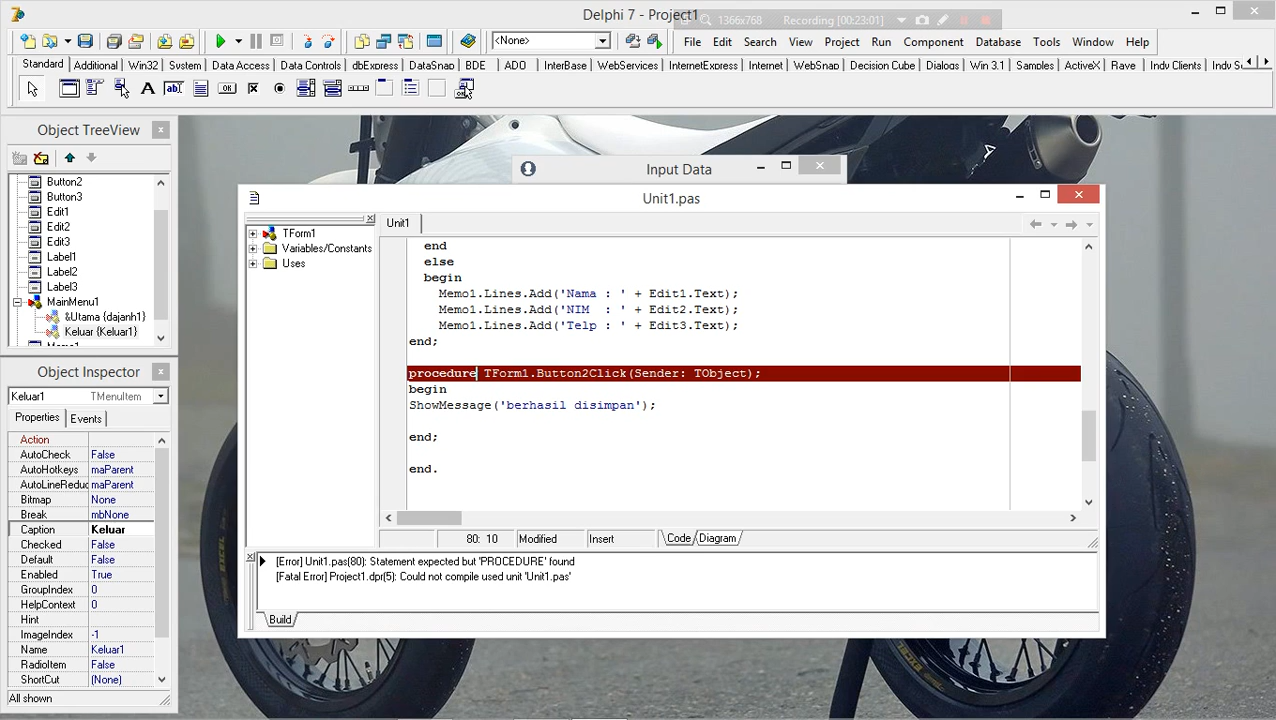 Delphi 7 - Project1
1366x768
Recording [00:23:01]
<None>
File Edit Search View Project Run Component Database Tools Window Help
Standard Additional Win32 System Data Access Data Controls dbExpress DataSnap BDE ADO InterBase WebServices InternetExpress Internet WebSnap Decision Cube Dialogs Win 3.1 Samples ActiveX Rave Indy Clients
Object TreeView
Button2
Button3
Edit1
Edit2
Edit3
Label1
Label2
Label3
MainMenu1
&Utama {dajanh1}
Keluar {Keluar1}
Object Inspector
Keluar1 TMenuItem
Properties Events
Action
AutoCheck False
AutoHotkeys maParent
AutoLineReduc maParent
Bitmap None
Break mbNone
Caption Keluar
Checked False
Default False
Enabled True
GroupIndex 0
HelpContext 0
Hint
ImageIndex -1
Name Keluar1
RadioItem False
ShortCut (None)
All shown
Input Data
Unit1.pas
TForm1
Variables/Constants
Uses
Unit1
end
else
begin
Memo1.Lines.Add('Nama : ' + Edit1.Text);
Memo1.Lines.Add('NIM  : ' + Edit2.Text);
Memo1.Lines.Add('Telp : ' + Edit3.Text);
end;
procedure TForm1.Button2Click(Sender: TObject);
begin
ShowMessage('berhasil disimpan');
end;
end.
80: 10 Modified Insert Code Diagram
[Error] Unit1.pas(80): Statement expected but 'PROCEDURE' found
[Fatal Error] Project1.dpr(5): Could not compile used unit 'Unit1.pas'
Build